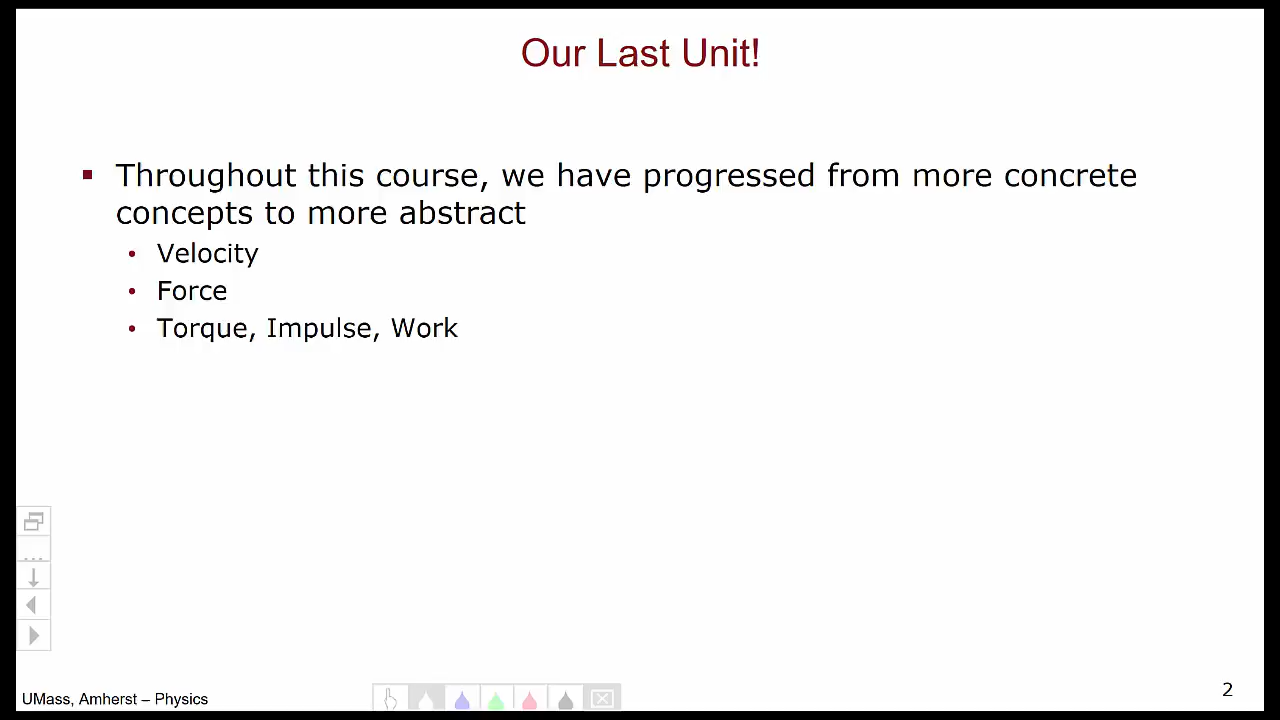 Our Last Unit!
Throughout this course, we have progressed from more concrete
concepts to more abstract
Velocity
Force
Torque, Impulse, Work
UMass, Amherst – Physics
2